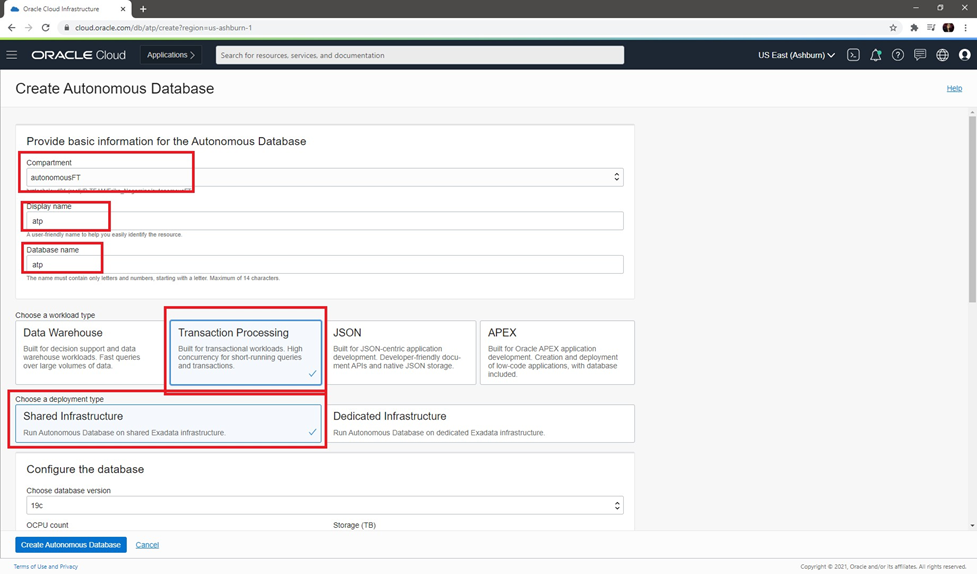 Oracle Cloud Infrastructure
cloud.oracle.com/db/atp/create?region=us-ashburn-1
ORACLE Cloud
Applications >
Search for resources, services, and documentation
US East (Ashburn)
Create Autonomous Database
Help
Provide basic information for the Autonomous Database
Compartment
autonomousFT
Display name
atp
A user-friendly name to help you easily identify the resource.
Database name
atp
The name must contain only letters and numbers, starting with a letter. Maximum of 14 characters.
Choose a workload type
Data Warehouse
Built for decision support and data
warehouse workloads. Fast queries
over large volumes of data.
Transaction Processing
Built for transactional workloads. High
concurrency for short-running queries
and transactions.
JSON
Built for JSON-centric application
development. Developer-friendly docu-
ment APIs and native JSON storage.
APEX
Built for Oracle APEX application
development. Creation and deployment
of low-code applications, with database
included.
Choose a deployment type
Shared Infrastructure
Run Autonomous Database on shared Exadata infrastructure.
Dedicated Infrastructure
Run Autonomous Database on dedicated Exadata infrastructure.
Configure the database
Choose database version
19c
OCPU count
Storage (TB)
Create Autonomous Database
Cancel
Terms of Use and Privacy
Copyright © 2021, Oracle and/or its affiliates. All rights reserved.